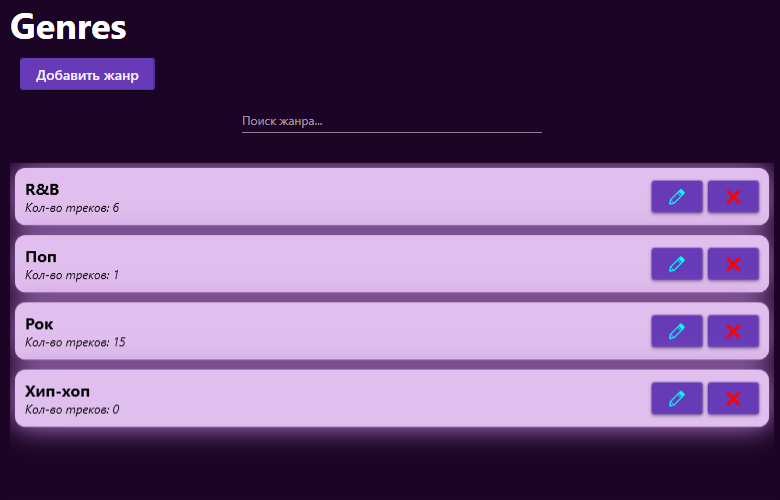 Genres
Добавить жанр
Поиск жанра...
R&B
Кол-во треков: 6
Поп
Кол-во треков: 1
Рок
Кол-во треков: 15
Хип-хоп
Кол-во треков: 0